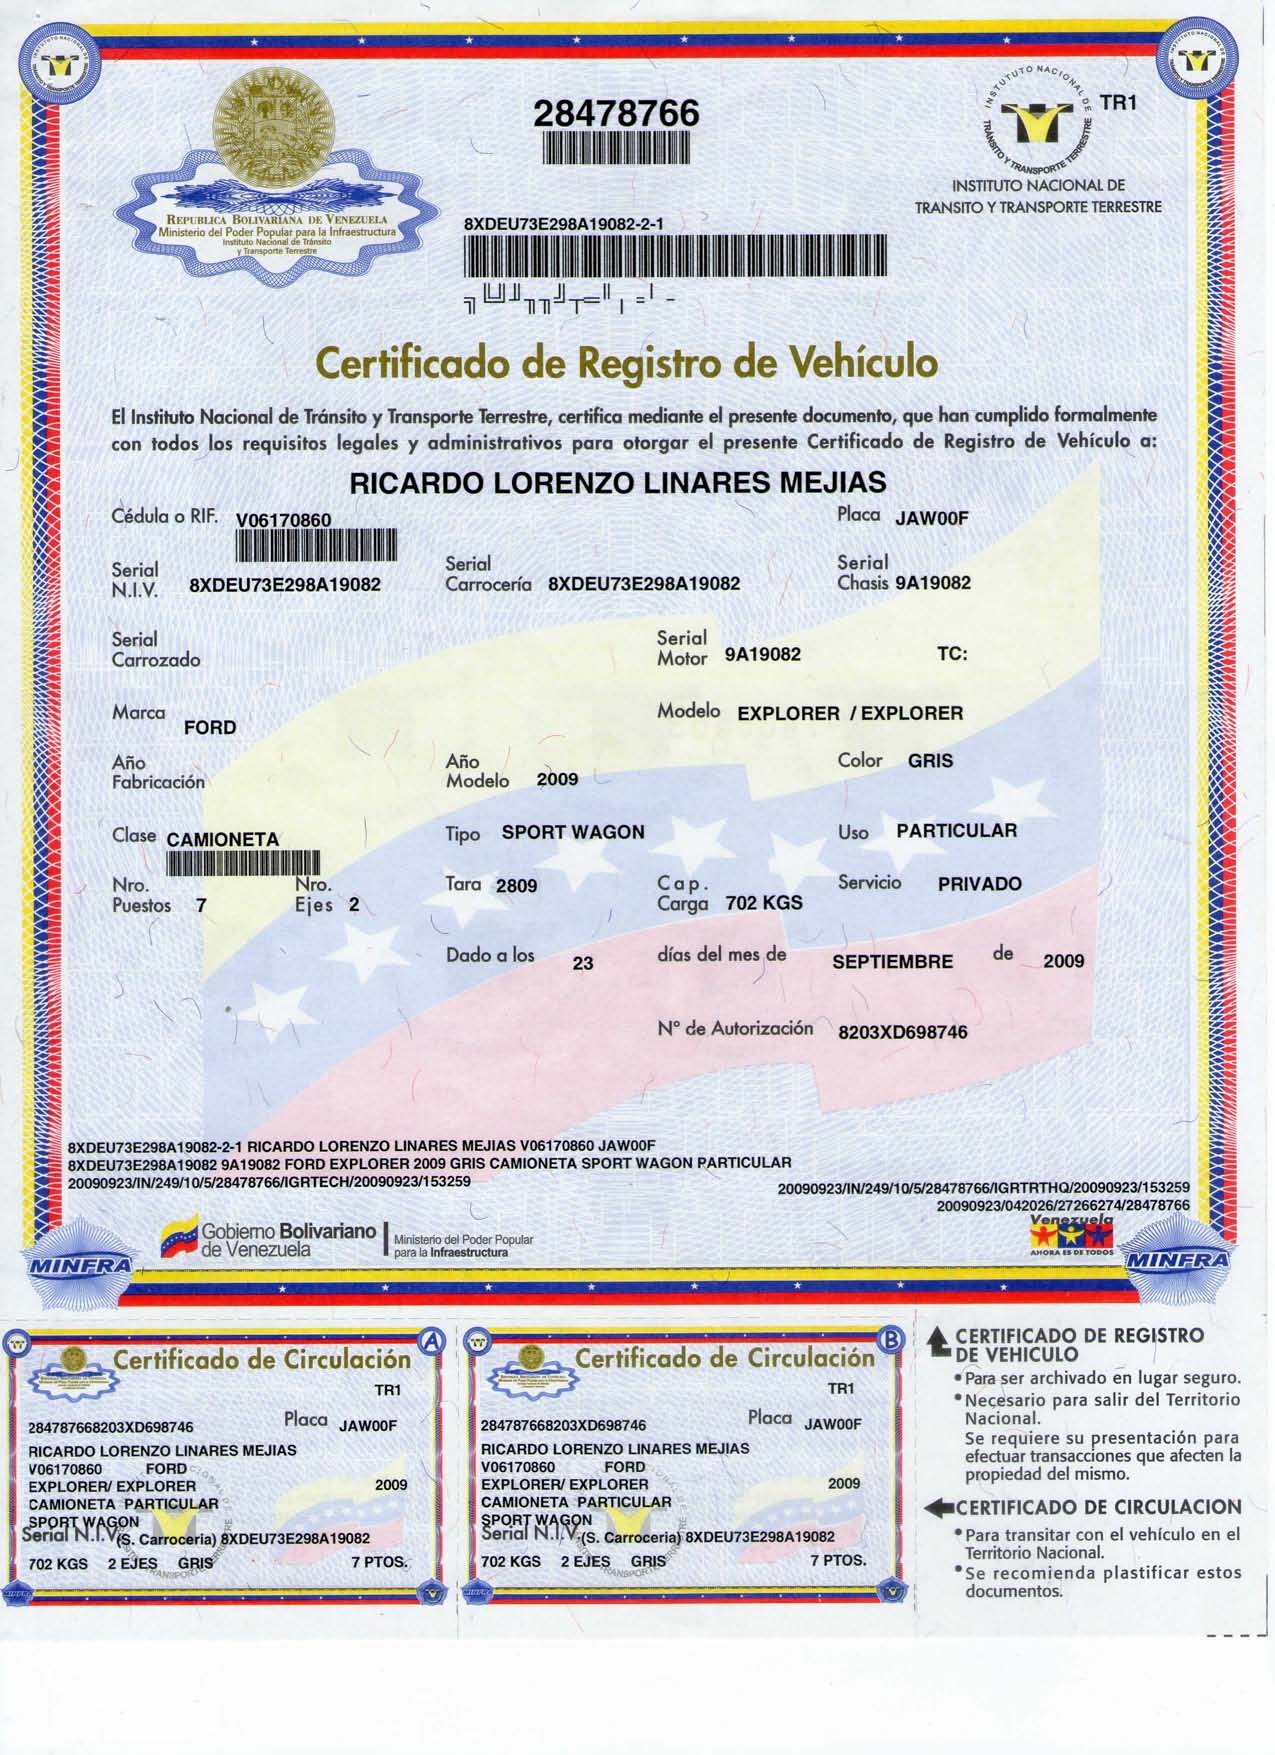 28478766
INSTITUTO NACIONAL DE TRANSITO Y TRANSPORTE TERRESTRE
TR1
INSTITUTO NACIONAL DE
TRANSITO Y TRANSPORTE TERRESTRE
REPUBLICA BOLIVARIANA DE VENEZUELA
Ministerio del Poder Popular para la Infraestructura
Instituto Nacional de Tránsito
y Transporte Terrestre
8XDEU73E298A19082-2-1
Certificado de Registro de Vehículo
El Instituto Nacional de Tránsito y Transporte Terrestre, certifica mediante el presente documento, que han cumplido formalmente
con todos los requisitos legales y administrativos para otorgar el presente Certificado de Registro de Vehículo a:
RICARDO LORENZO LINARES MEJIAS
Cédula o RIF. V06170860 Placa JAW00F
Serial N.I.V. 8XDEU73E298A19082 Serial Carrocería 8XDEU73E298A19082 Serial Chasis 9A19082
Serial Carrozado Serial Motor 9A19082 TC:
Marca FORD Modelo EXPLORER / EXPLORER
Año Fabricación Año Modelo 2009 Color GRIS
Clase CAMIONETA Tipo SPORT WAGON Uso PARTICULAR
Nro. Puestos 7 Nro. Ejes 2 Tara 2809 Cap. Carga 702 KGS Servicio PRIVADO
Dado a los 23 días del mes de SEPTIEMBRE de 2009
N° de Autorización 8203XD698746
8XDEU73E298A19082-2-1 RICARDO LORENZO LINARES MEJIAS V06170860 JAW00F
8XDEU73E298A19082 9A19082 FORD EXPLORER 2009 GRIS CAMIONETA SPORT WAGON PARTICULAR
20090923/IN/249/10/5/28478766/IGRTECH/20090923/153259
20090923/IN/249/10/5/28478766/IGRTRTHQ/20090923/153259
20090923/042026/27266274/28478766
Gobierno Bolivariano
de Venezuela
Ministerio del Poder Popular
para la Infraestructura
Venezuela
AHORA ES DE TODOS
MINFRA
MINFRA
A
Certificado de Circulación
TR1
284787668203XD698746 Placa JAW00F
RICARDO LORENZO LINARES MEJIAS
V06170860 FORD
EXPLORER/ EXPLORER 2009
CAMIONETA PARTICULAR
SPORT WAGON
Serial N.I.V. (S. Carroceria) 8XDEU73E298A19082
702 KGS 2 EJES GRIS 7 PTOS.
MINFRA
B
Certificado de Circulación
TR1
284787668203XD698746 Placa JAW00F
RICARDO LORENZO LINARES MEJIAS
V06170860 FORD
EXPLORER/ EXPLORER 2009
CAMIONETA PARTICULAR
SPORT WAGON
Serial N.I.V. (S. Carroceria) 8XDEU73E298A19082
702 KGS 2 EJES GRIS 7 PTOS.
MINFRA
CERTIFICADO DE REGISTRO
DE VEHICULO
• Para ser archivado en lugar seguro.
• Necesario para salir del Territorio
Nacional.
Se requiere su presentación para
efectuar transacciones que afecten la
propiedad del mismo.
CERTIFICADO DE CIRCULACION
• Para transitar con el vehículo en el
Territorio Nacional.
• Se recomienda plastificar estos
documentos.